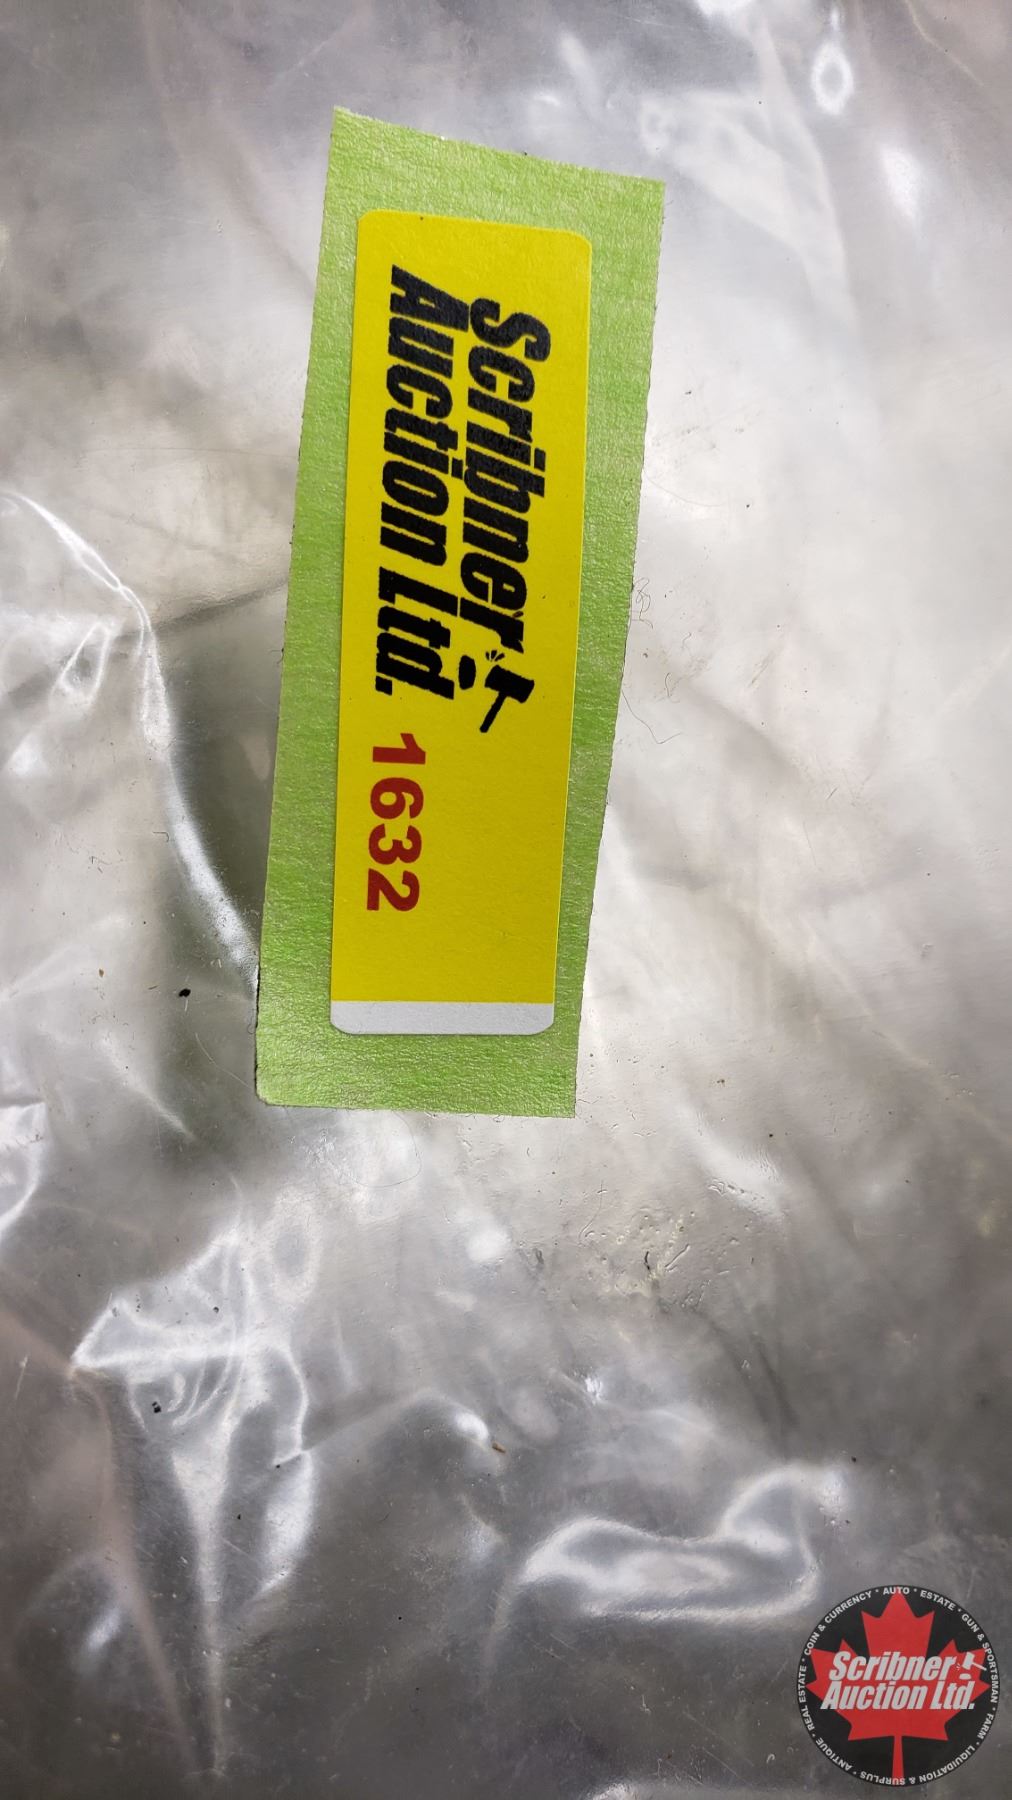 Scribner
Auction Ltd.
1632
COIN & CURRENCY · AUTO · ESTATE · GUN & SPORTSMAN · FARM · LIQUIDATION & SURPLUS · ANTIQUE · REAL ESTATE ·
Scribner
Auction Ltd.